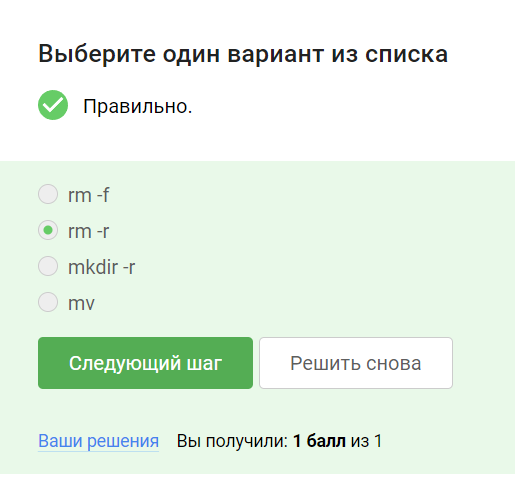 Выберите один вариант из списка
Правильно.
rm -f
rm -r
mkdir -r
mv
Следующий шаг Решить снова
Ваши решения Вы получили: 1 балл из 1